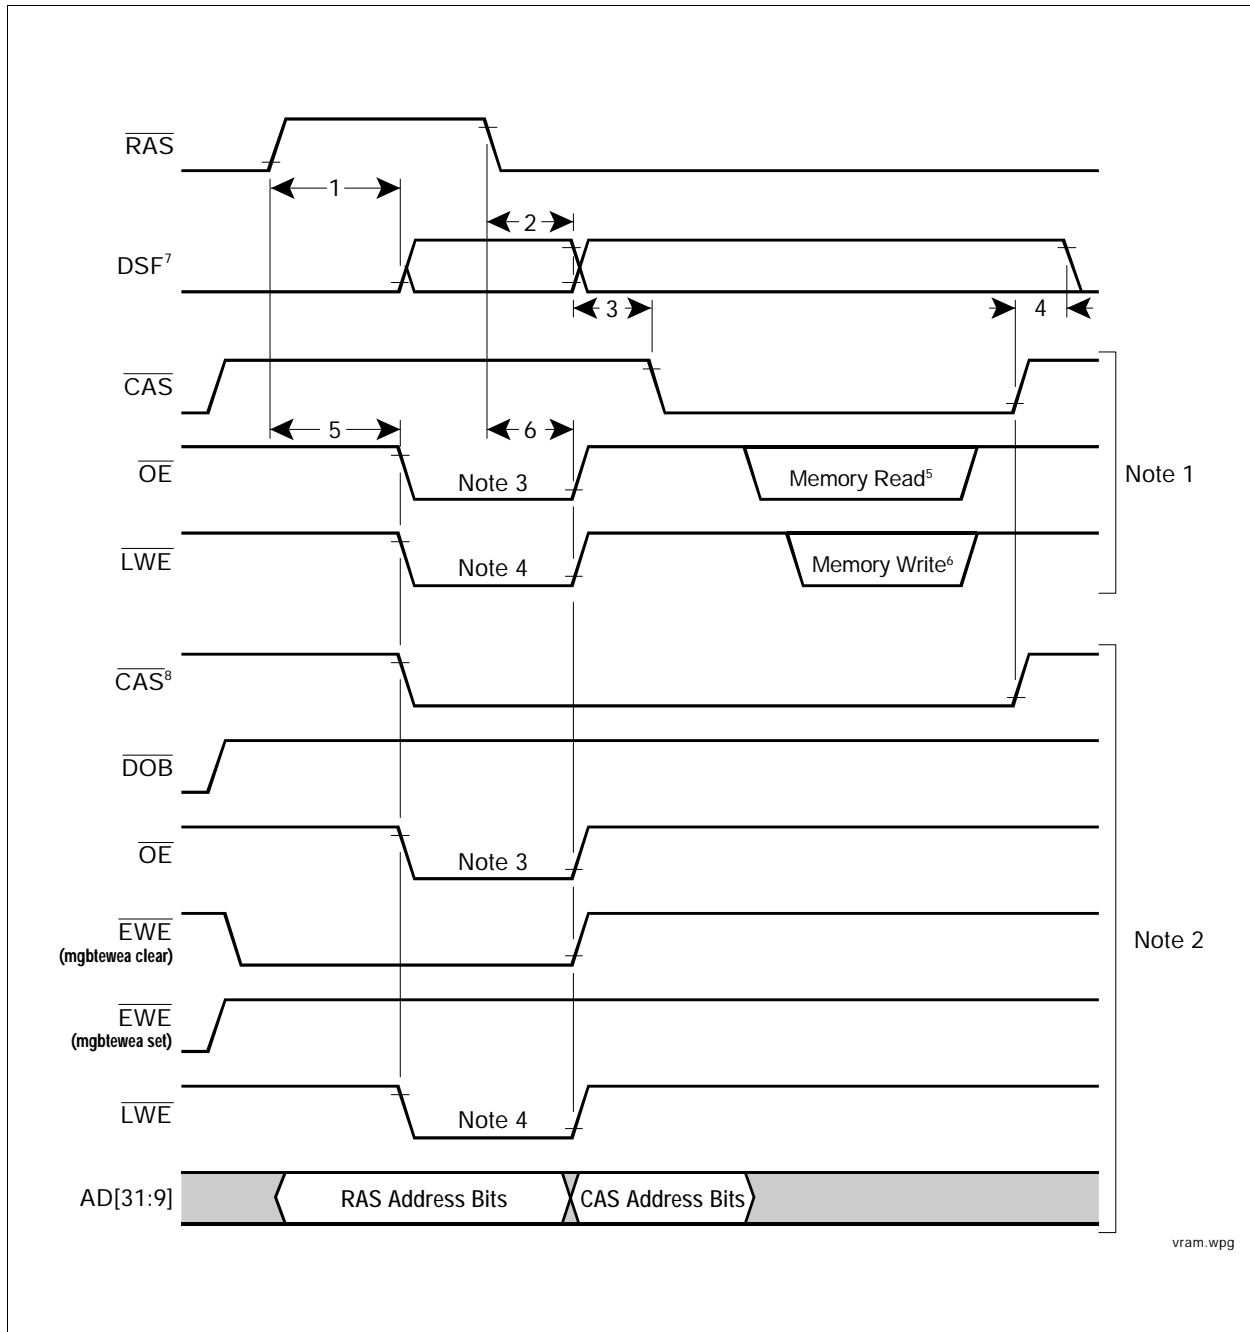 RAS
1
2
DSF7
3
4
CAS
5
6
OE
Note 3
Memory Read5
Note 1
LWE
Note 4
Memory Write6
CAS8
DOB
OE
Note 3
EWE
(mgbtewea clear)
Note 2
EWE
(mgbtewea set)
LWE
Note 4
AD[31:9]
RAS Address Bits
CAS Address Bits
vram.wpg